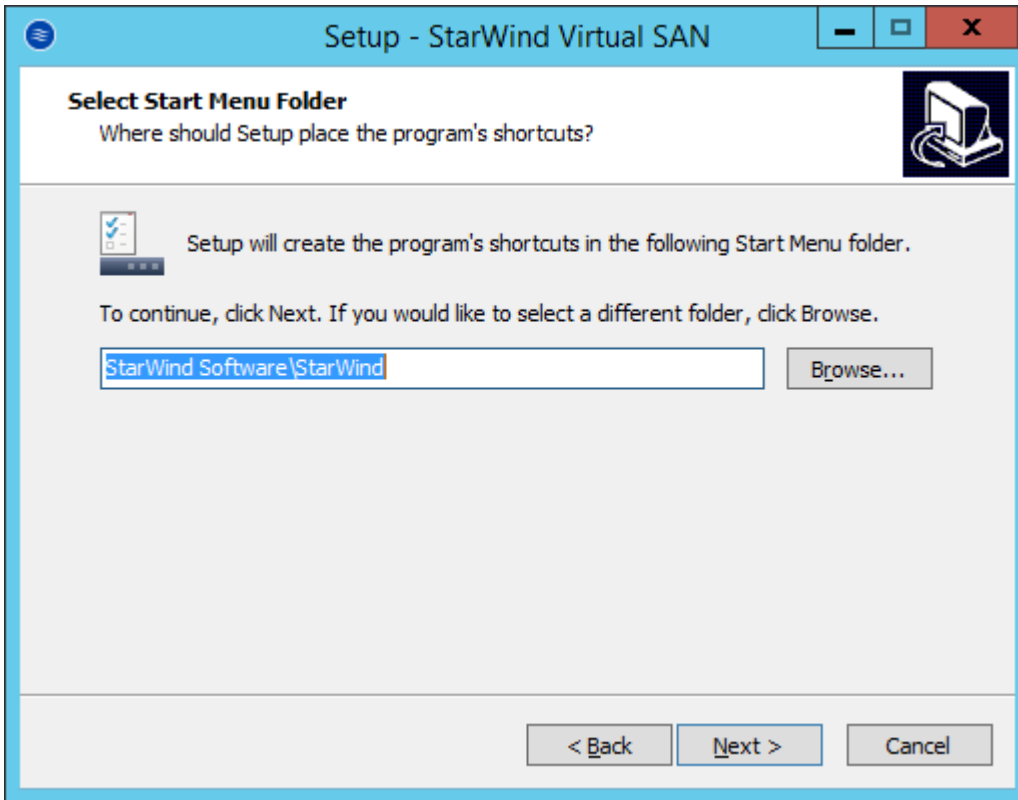 Setup - StarWind Virtual SAN
Select Start Menu Folder
Where should Setup place the program's shortcuts?
Setup will create the program's shortcuts in the following Start Menu folder.
To continue, click Next. If you would like to select a different folder, click Browse.
StarWind Software\StarWind
Browse...
< Back
Next >
Cancel